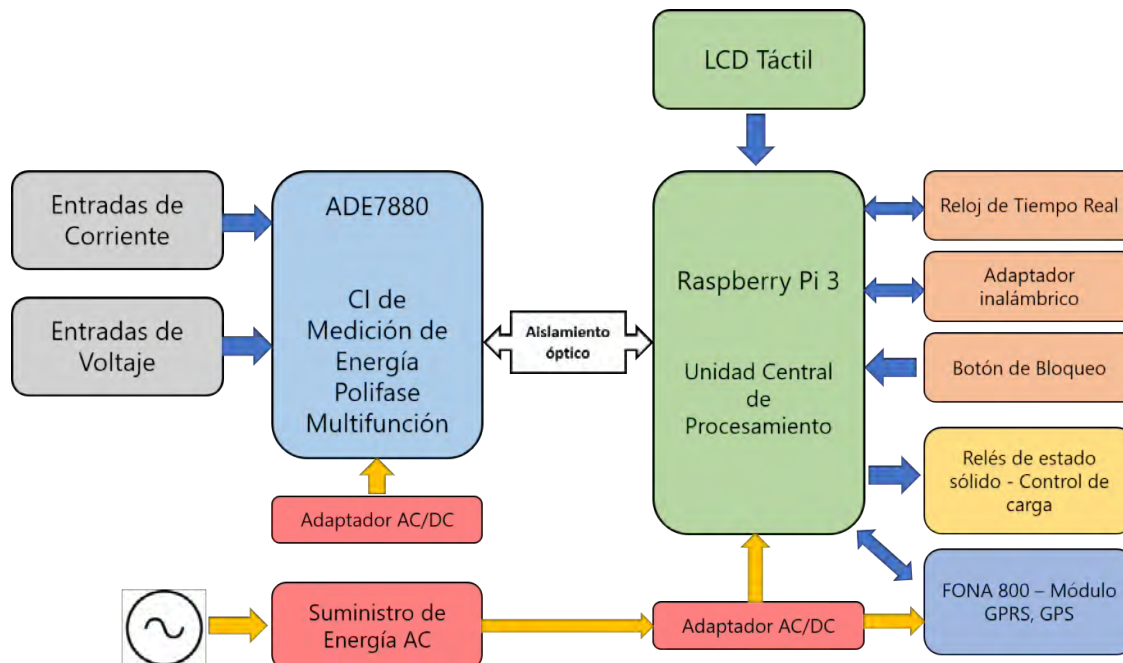 LCD Táctil
Entradas de
Corriente
Entradas de
Voltaje
ADE7880
CI de
Medición de
Energía
Polifase
Multifunción
Aislamiento
óptico
Raspberry Pi 3
Unidad Central
de
Procesamiento
Reloj de Tiempo Real
Adaptador
inalámbrico
Botón de Bloqueo
Relés de estado
sólido - Control de
carga
FONA 800 – Módulo
GPRS, GPS
Adaptador AC/DC
Suministro de
Energía AC
Adaptador AC/DC